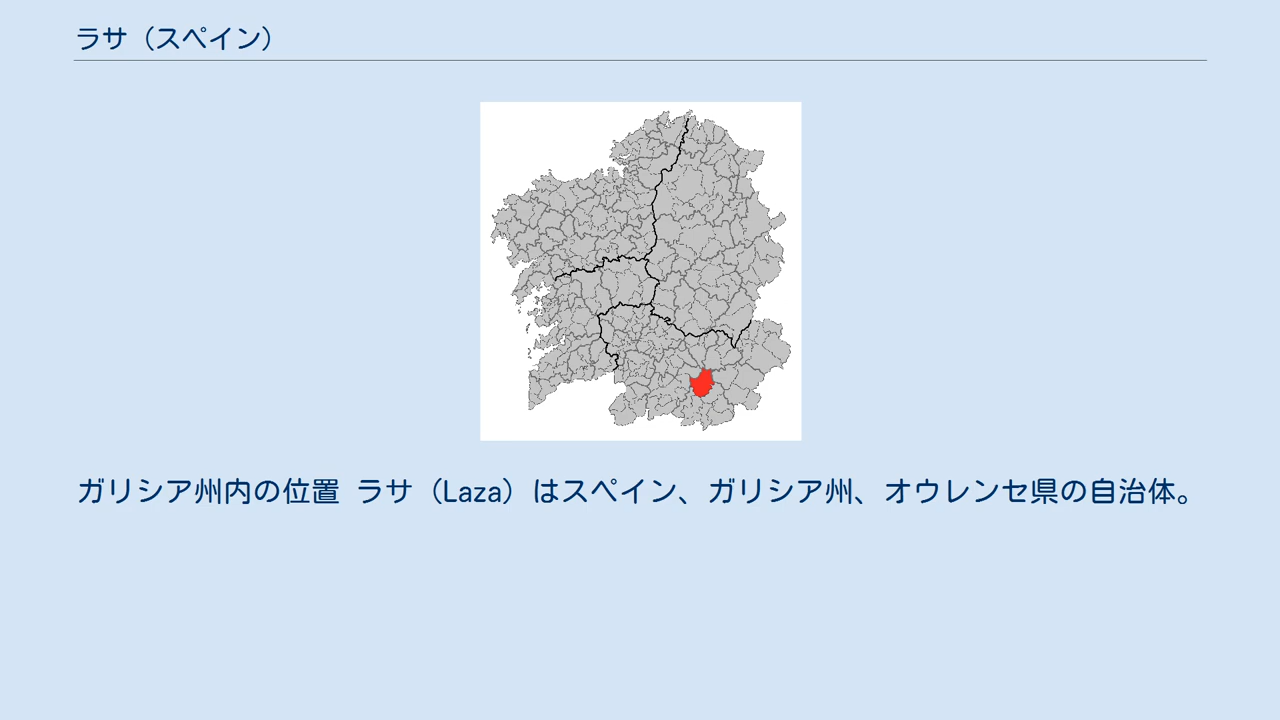 ラサ（スペイン）
ガリシア州内の位置 ラサ（Laza）はスペイン、ガリシア州、オウレンセ県の自治体。